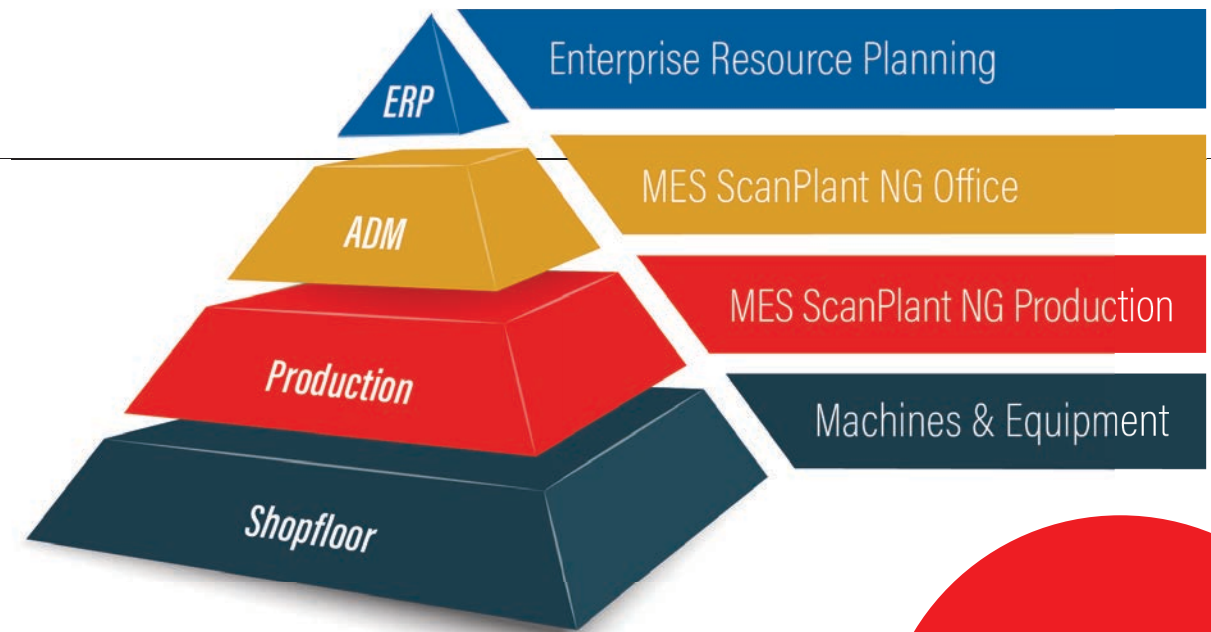 ERP
Enterprise Resource Planning
ADM
MES ScanPlant NG Office
Production
MES ScanPlant NG Production
Shopfloor
Machines & Equipment